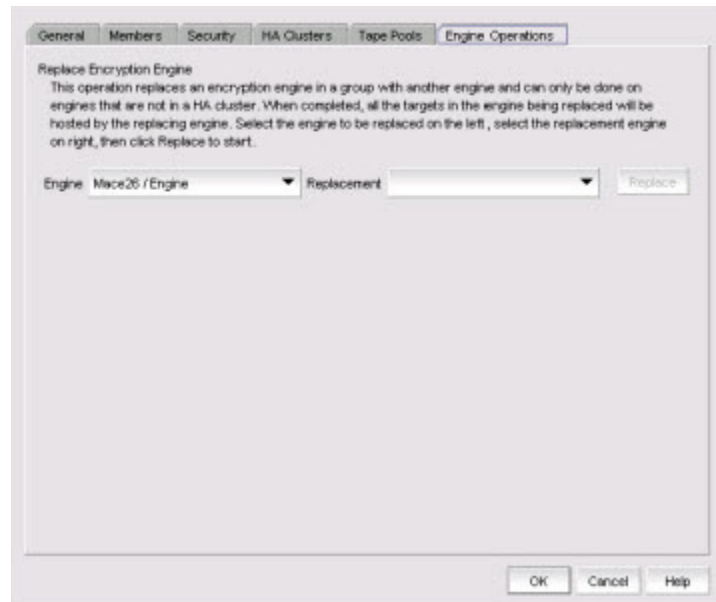 General Members Security HA Clusters Tape Pools Engine Operations
Replace Encryption Engine
This operation replaces an encryption engine in a group with another engine and can only be done on
engines that are not in a HA cluster. When completed, all the targets in the engine being replaced will be
hosted by the replacing engine. Select the engine to be replaced on the left , select the replacement engine
on right, then click Replace to start.
Engine Mace26 / Engine Replacement Replace
OK Cancel Help